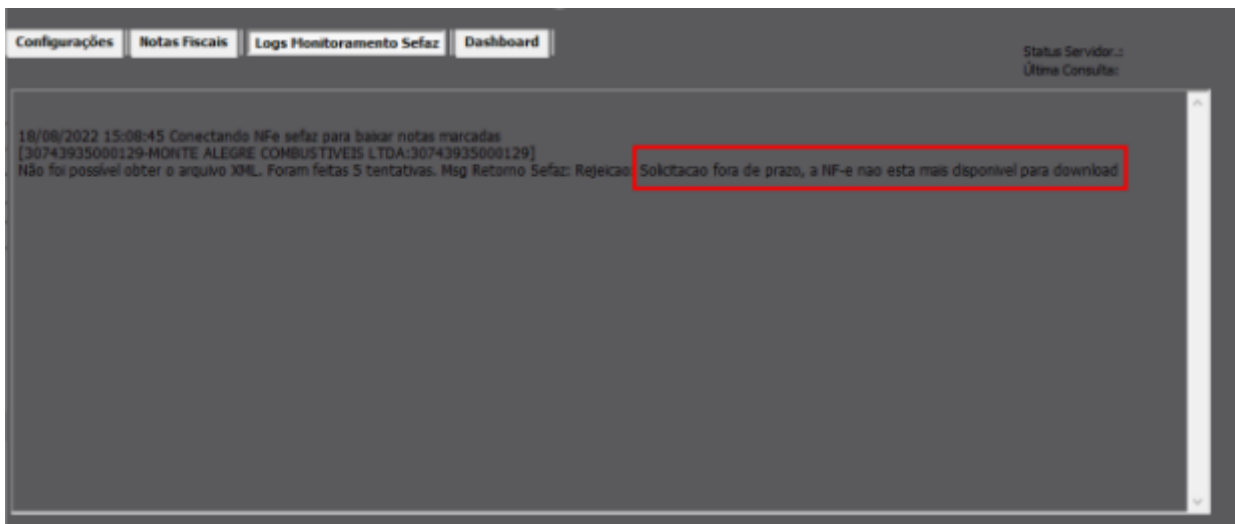 Configurações Notas Fiscais Logs Monitoramento Sefaz Dashboard
Status Servidor..:
Última Consulta:
18/08/2022 15:08:45 Conectando NFe sefaz para baixar notas marcadas
[30743935000129-MONTE ALEGRE COMBUSTIVEIS LTDA:30743935000129]
Não foi possível obter o arquivo XML. Foram feitas 5 tentativas. Msg Retorno Sefaz: Rejeicao: Solicitacao fora de prazo, a NF-e nao esta mais disponivel para download